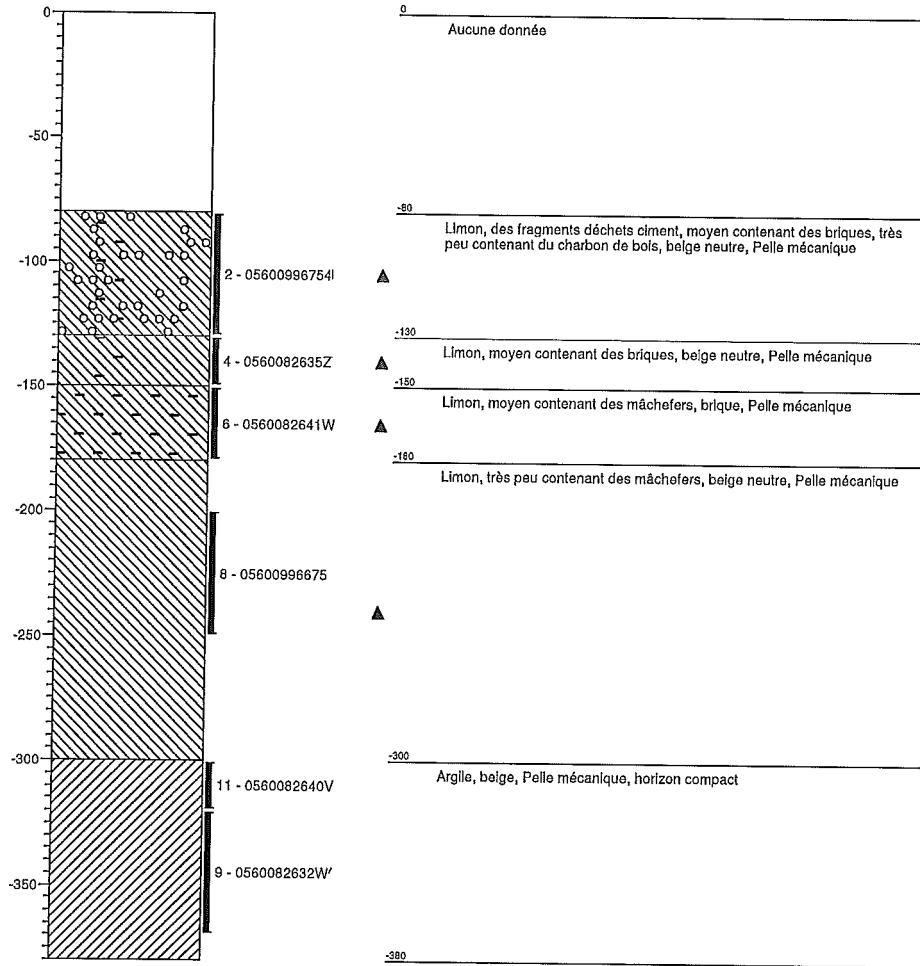 0
0
Aucune donnée
-50
-80
Limon, des fragments déchets ciment, moyen contenant des briques, très
peu contenant du charbon de bois, beige neutre, Pelle mécanique
-100
2 - 05600996754I
-130
Limon, moyen contenant des briques, beige neutre, Pelle mécanique
4 - 0560082635Z
-150
-150
Limon, moyen contenant des mâchefers, brique, Pelle mécanique
6 - 0560082641W
-180
Limon, très peu contenant des mâchefers, beige neutre, Pelle mécanique
-200
8 - 05600996675
-250
-300
-300
Argile, beige, Pelle mécanique, horizon compact
11 - 0560082640V
9 - 0560082632W'
-350
-380